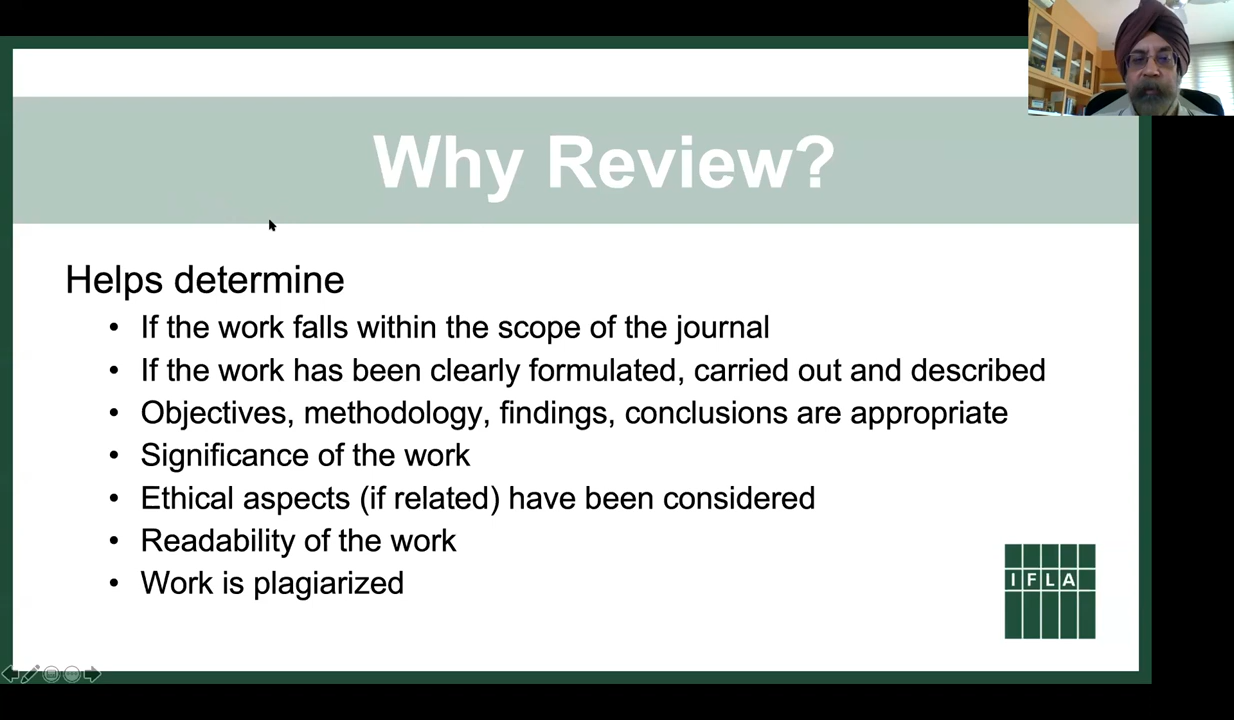 Why Review?
Helps determine
• If the work falls within the scope of the journal
• If the work has been clearly formulated, carried out and described
• Objectives, methodology, findings, conclusions are appropriate
• Significance of the work
• Ethical aspects (if related) have been considered
• Readability of the work
• Work is plagiarized
IFLA